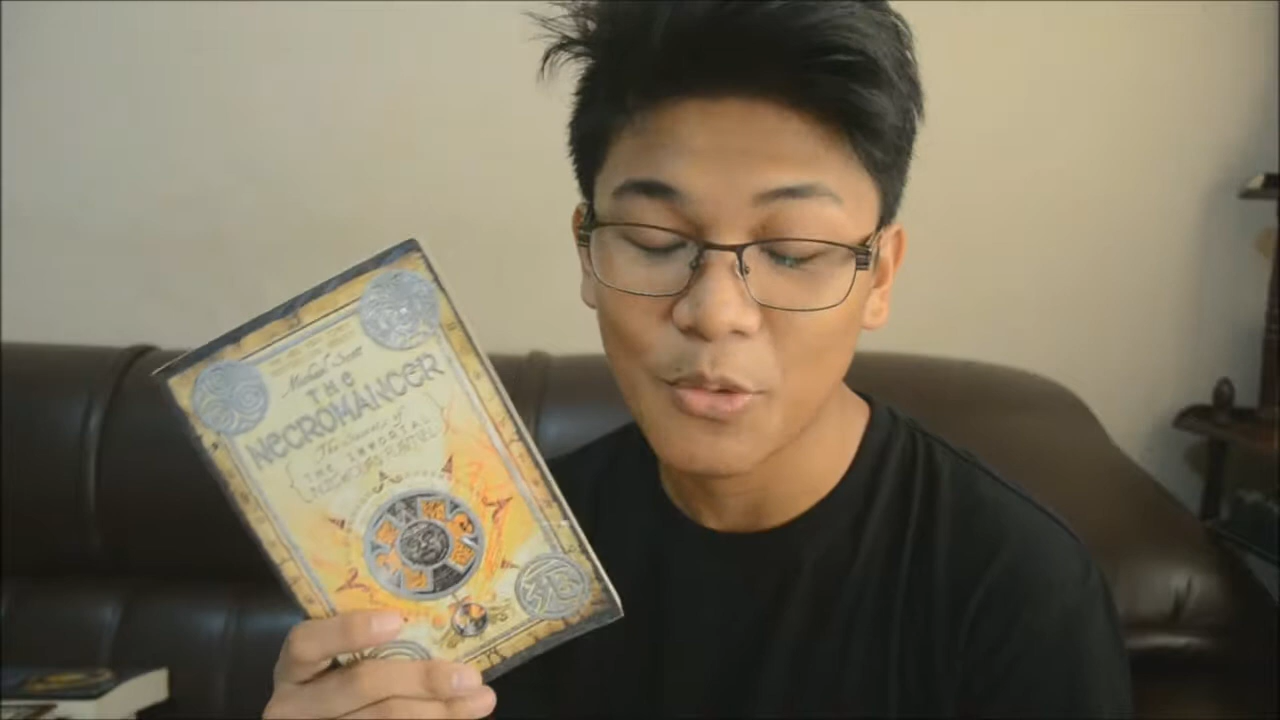 Michael Scott
THE
NECROMANCER
The Secrets of
THE IMMORTAL
NICHOLAS FLAMEL